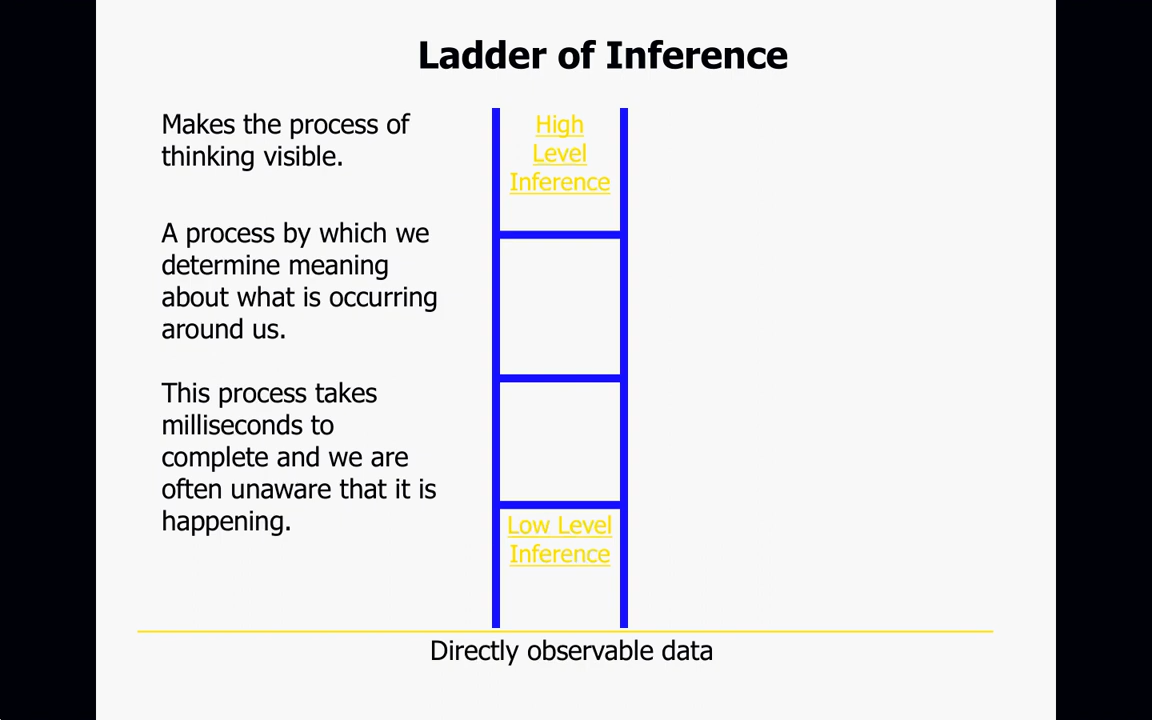 Ladder of Inference
Makes the process of
thinking visible.
A process by which we
determine meaning
about what is occurring
around us.
This process takes
milliseconds to
complete and we are
often unaware that it is
happening.
High
Level
Inference
Low Level
Inference
Directly observable data